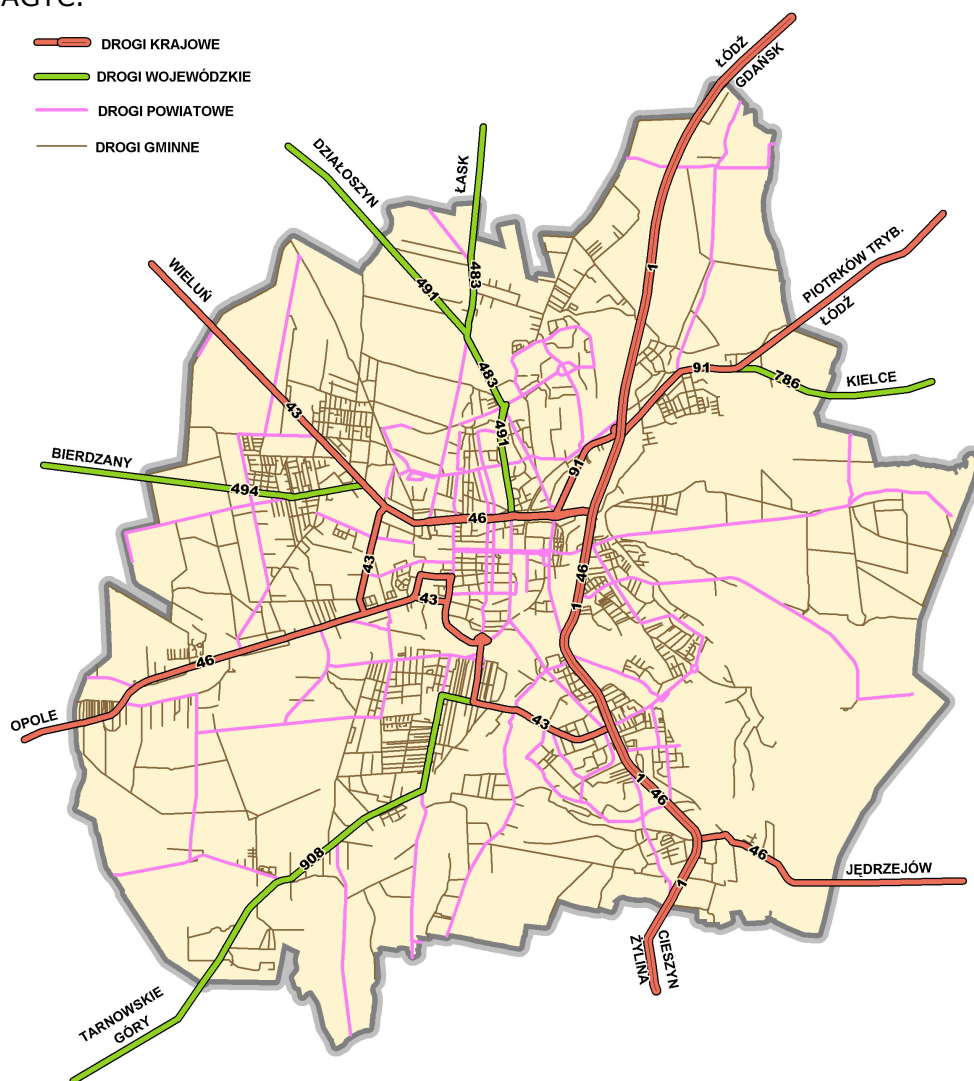 DROGI KRAJOWE
DROGI WOJEWÓDZKIE
DROGI POWIATOWE
DROGI GMINNE
ŁÓDŹ
GDAŃSK
DZIAŁOSZYN
ŁASK
WIELUŃ
PIOTRKÓW TRYB.
ŁÓDŹ
1
483
491
43
483
91
786
KIELCE
BIERDZANY
494
491
91
46
43
46
1
43
46
OPOLE
43
1
46
46
908
1
JĘDRZEJÓW
CIESZYN
ŻYLINA
TARNOWSKIE
GÓRY